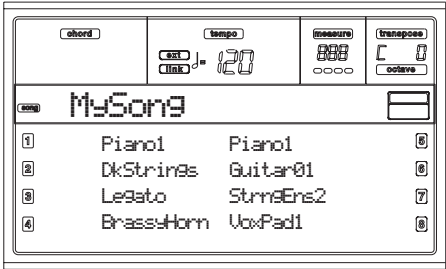 chord tempo measure transpose
ext ♩= 120 888 [ 0
link octave
song MySong
1 Piano1 Piano1 5
2 DkStrings Guitar01 6
3 Legato StrngEns2 7
4 BrassyHorn VoxPad1 8